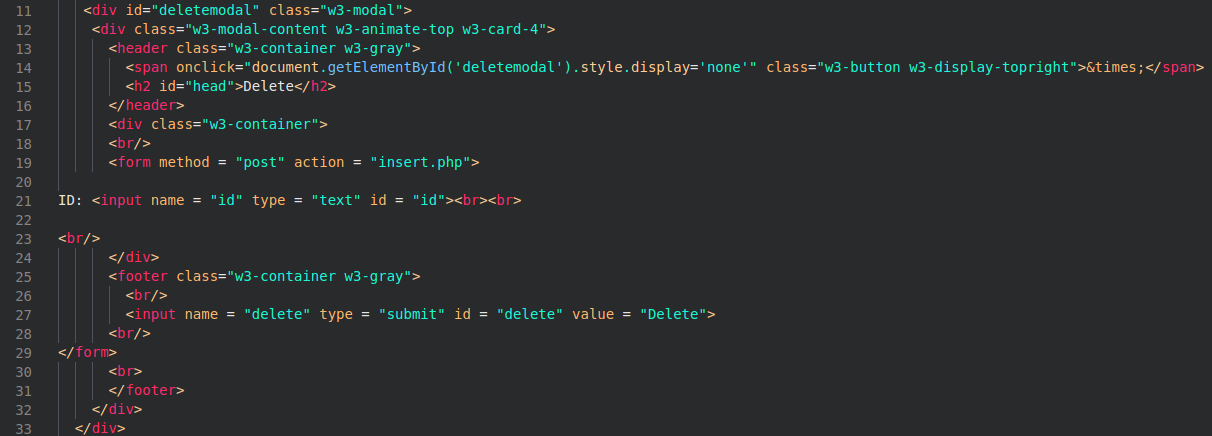 11 <div id="deletemodal" class="w3-modal">
12 <div class="w3-modal-content w3-animate-top w3-card-4">
13 <header class="w3-container w3-gray">
14 <span onclick="document.getElementById('deletemodal').style.display='none'" class="w3-button w3-display-topright">&times;</span>
15 <h2 id="head">Delete</h2>
16 </header>
17 <div class="w3-container">
18 <br/>
19 <form method = "post" action = "insert.php">
20
21 ID: <input name = "id" type = "text" id = "id"><br><br>
22
23 <br/>
24 </div>
25 <footer class="w3-container w3-gray">
26 <br/>
27 <input name = "delete" type = "submit" id = "delete" value = "Delete">
28 <br/>
29 </form>
30 <br>
31 </footer>
32 </div>
33 </div>